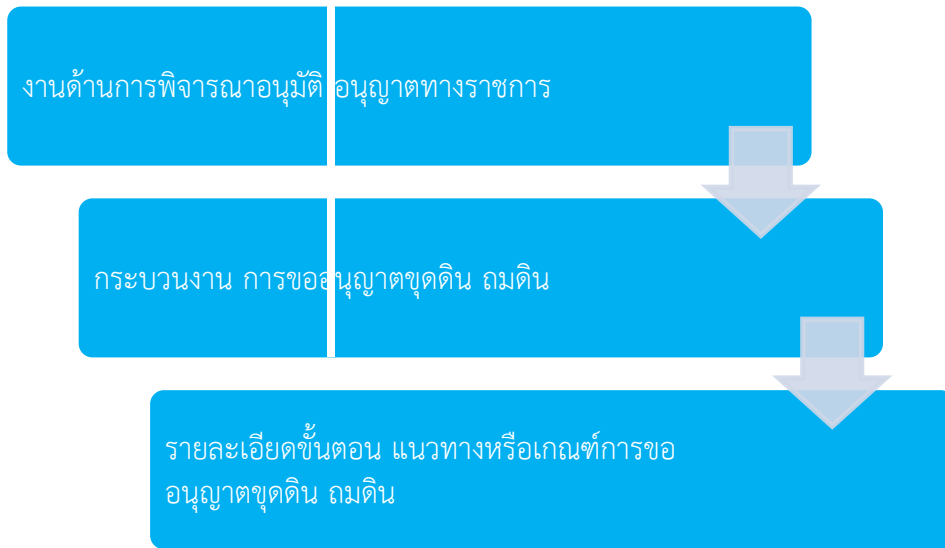 งานด้านการพิจารณาอนุมัติ อนุญาตทางราชการ
กระบวนงาน การขออนุญาตขุดดิน ถมดิน
รายละเอียดขั้นตอน แนวทางหรือเกณฑ์การขอ
อนุญาตขุดดิน ถมดิน